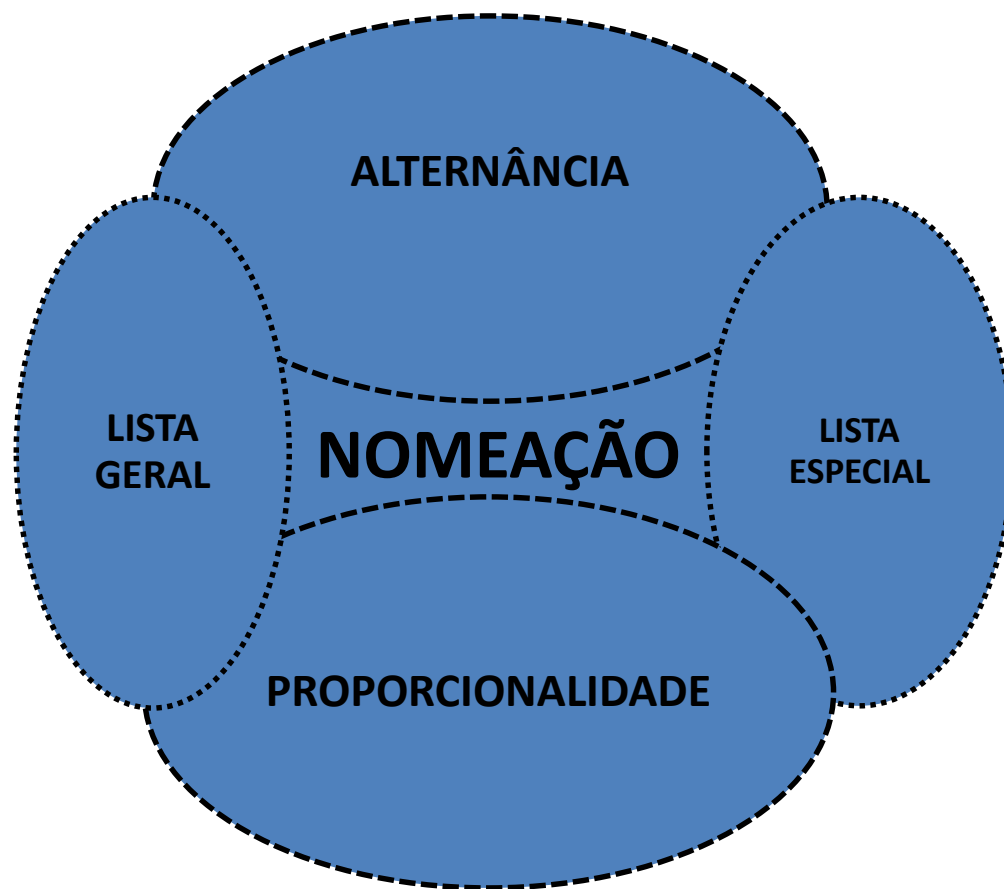 ALTERNÂNCIA
LISTA
GERAL
NOMEAÇÃO
LISTA
ESPECIAL
PROPORCIONALIDADE